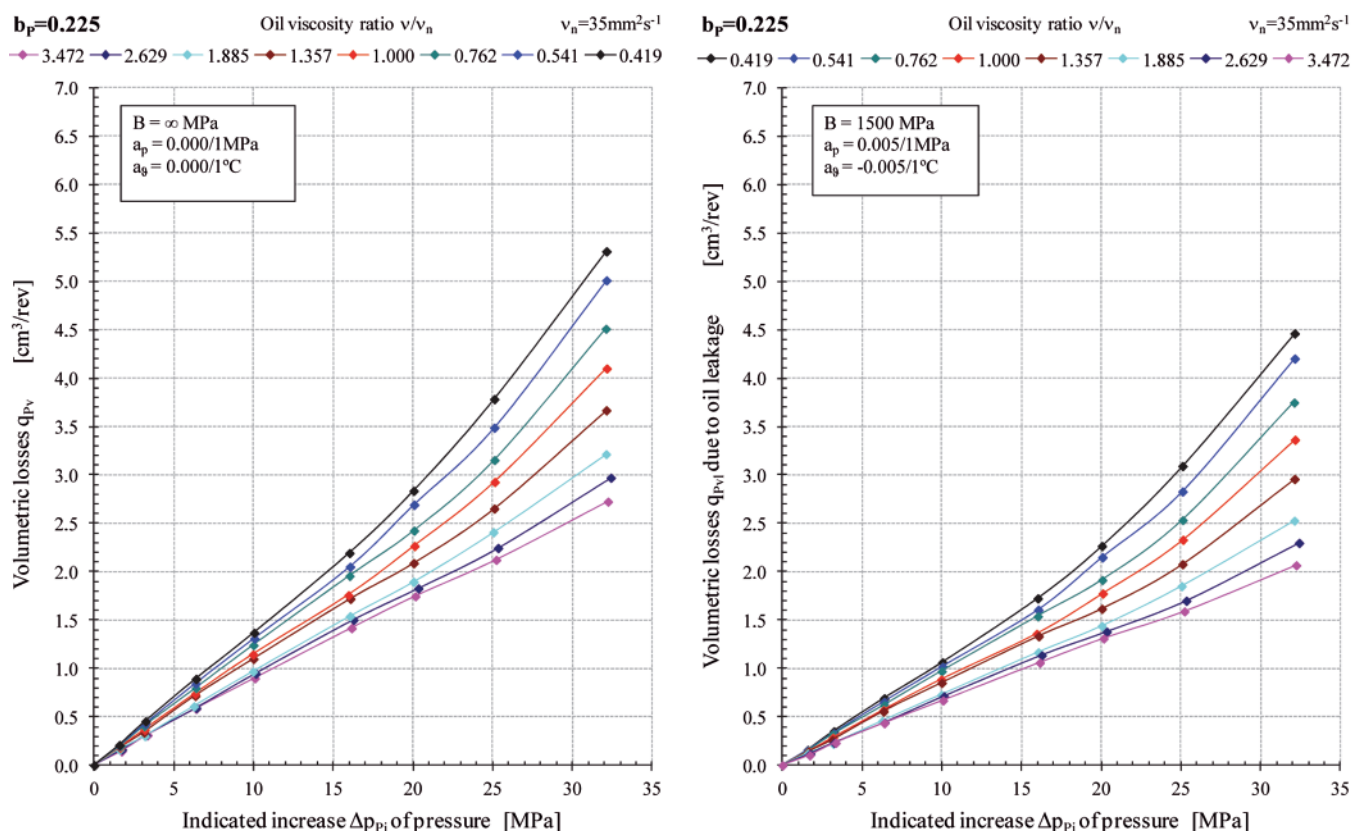 bP=0.225 Oil viscosity ratio ν/νn νn=35mm²s⁻¹
3.472 2.629 1.885 1.357 1.000 0.762 0.541 0.419
7.0
6.5
6.0
5.5
5.0
4.5
4.0
3.5
3.0
2.5
2.0
1.5
1.0
0.5
0.0
B = ∞ MPa
ap = 0.000/1MPa
aϑ = 0.000/1ºC
Volumetric losses qPv [cm³/rev]
0 5 10 15 20 25 30 35
Indicated increase ΔpPi of pressure [MPa]
bP=0.225 Oil viscosity ratio ν/νn νn=35mm²s⁻¹
0.419 0.541 0.762 1.000 1.357 1.885 2.629 3.472
7.0
6.5
6.0
5.5
5.0
4.5
4.0
3.5
3.0
2.5
2.0
1.5
1.0
0.5
0.0
B = 1500 MPa
ap = 0.005/1MPa
aϑ = -0.005/1ºC
Volumetric losses qPvl due to oil leakage [cm³/rev]
0 5 10 15 20 25 30 35
Indicated increase ΔpPi of pressure [MPa]